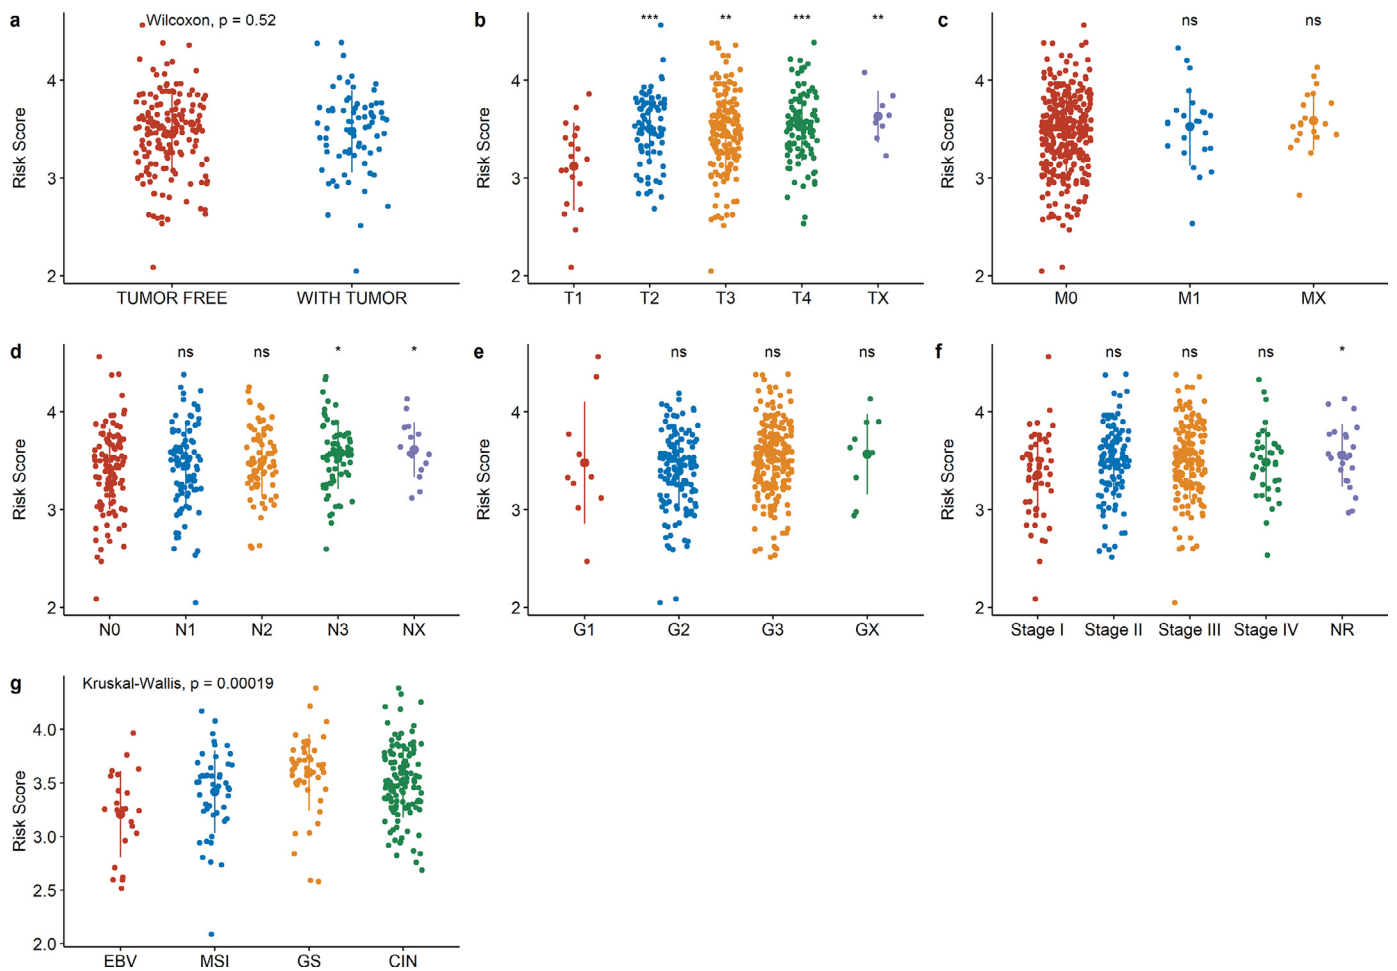 a
Wilcoxon, p = 0.52
Risk Score
4
3
2
TUMOR FREE WITH TUMOR
b
*** ** *** **
Risk Score
4
3
2
T1 T2 T3 T4 TX
c
ns ns
Risk Score
4
3
2
M0 M1 MX
d
ns ns * *
Risk Score
4
3
2
N0 N1 N2 N3 NX
e
ns ns ns
Risk Score
4
3
2
G1 G2 G3 GX
f
ns ns ns *
Risk Score
4
3
2
Stage I Stage II Stage III Stage IV NR
g
Kruskal-Wallis, p = 0.00019
Risk Score
4.0
3.5
3.0
2.5
2.0
EBV MSI GS CIN